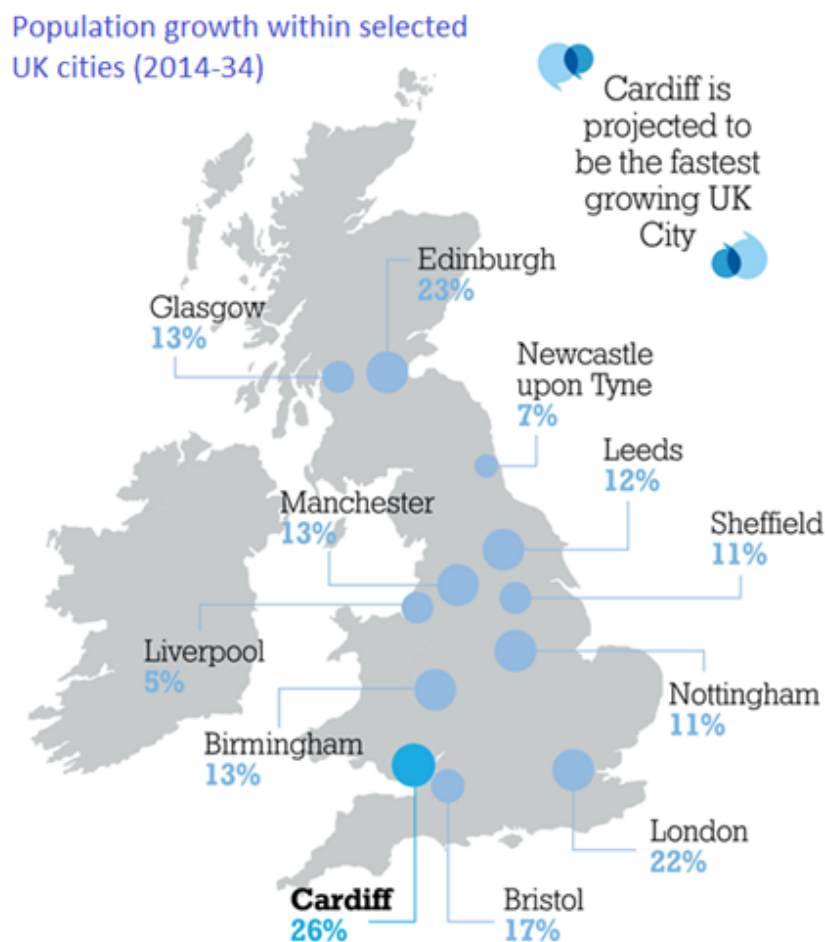 Population growth within selected
UK cities (2014-34)
Cardiff is
projected to
be the fastest
growing UK
City
Edinburgh
23%
Glasgow
13%
Newcastle
upon Tyne
7%
Leeds
12%
Manchester
13%
Sheffield
11%
Liverpool
5%
Nottingham
11%
Birmingham
13%
London
22%
Cardiff
26%
Bristol
17%